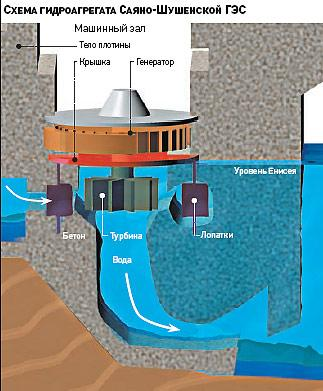 Схема гидроагрегата Саяно-Шушенской ГЭС
Машинный зал
Тело плотины
Крышка
Генератор
Уровень Енисея
Бетон
Турбина
Лопатки
Вода